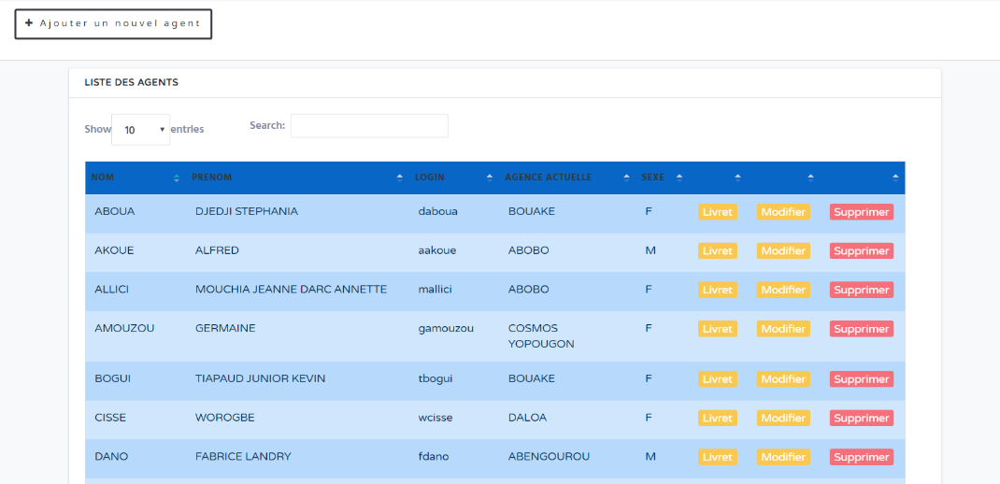 + Ajouter un nouvel agent
LISTE DES AGENTS
Show 10 entries Search:
NOM PRENOM LOGIN AGENCE ACTUELLE SEXE
ABOUA DJEDJI STEPHANIA daboua BOUAKE F Livret Modifier Supprimer
AKOUE ALFRED aakoue ABOBO M Livret Modifier Supprimer
ALLICI MOUCHIA JEANNE DARC ANNETTE mallici ABOBO F Livret Modifier Supprimer
AMOUZOU GERMAINE gamouzou COSMOS F Livret Modifier Supprimer
YOPOUGON
BOGUI TIAPAUD JUNIOR KEVIN tbogui BOUAKE F Livret Modifier Supprimer
CISSE WOROGBE wcisse DALOA F Livret Modifier Supprimer
DANO FABRICE LANDRY fdano ABENGOUROU M Livret Modifier Supprimer